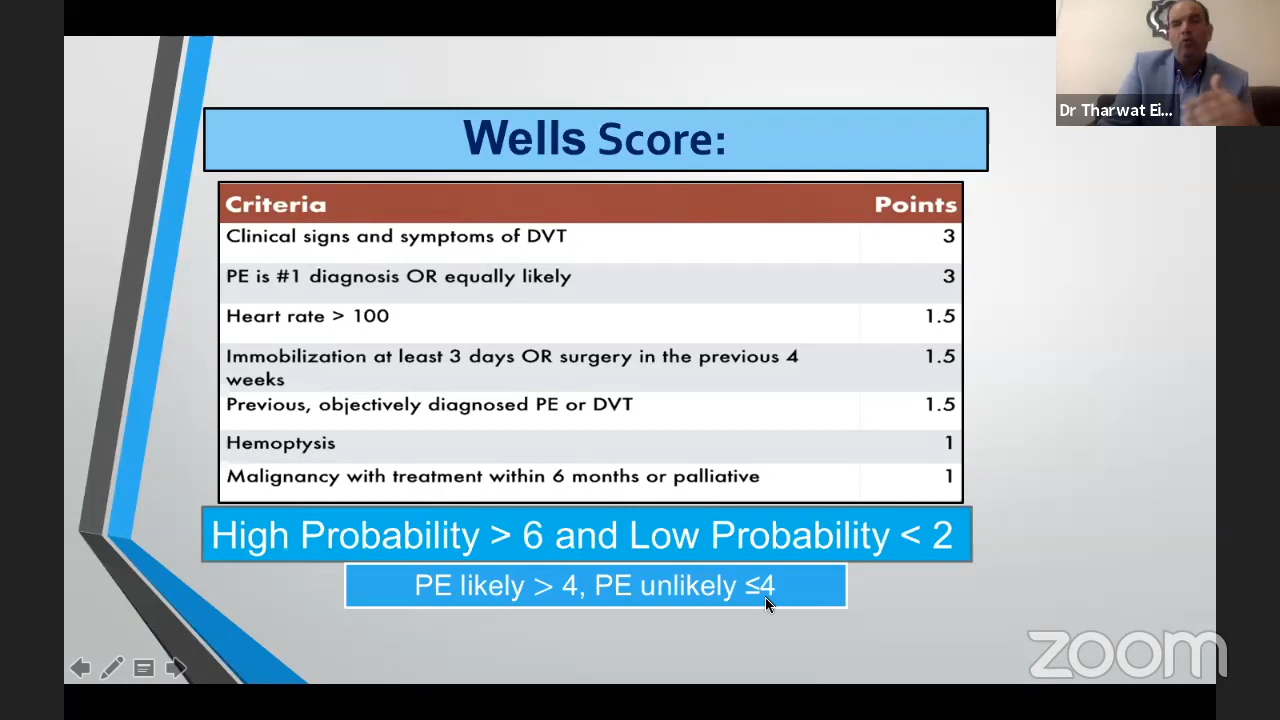 Dr Tharwat Ei...
Wells Score:
Criteria Points
Clinical signs and symptoms of DVT 3
PE is #1 diagnosis OR equally likely 3
Heart rate > 100 1.5
Immobilization at least 3 days OR surgery in the previous 4 1.5
weeks
Previous, objectively diagnosed PE or DVT 1.5
Hemoptysis 1
Malignancy with treatment within 6 months or palliative 1
High Probability > 6 and Low Probability < 2
PE likely > 4, PE unlikely ≤4
zoom